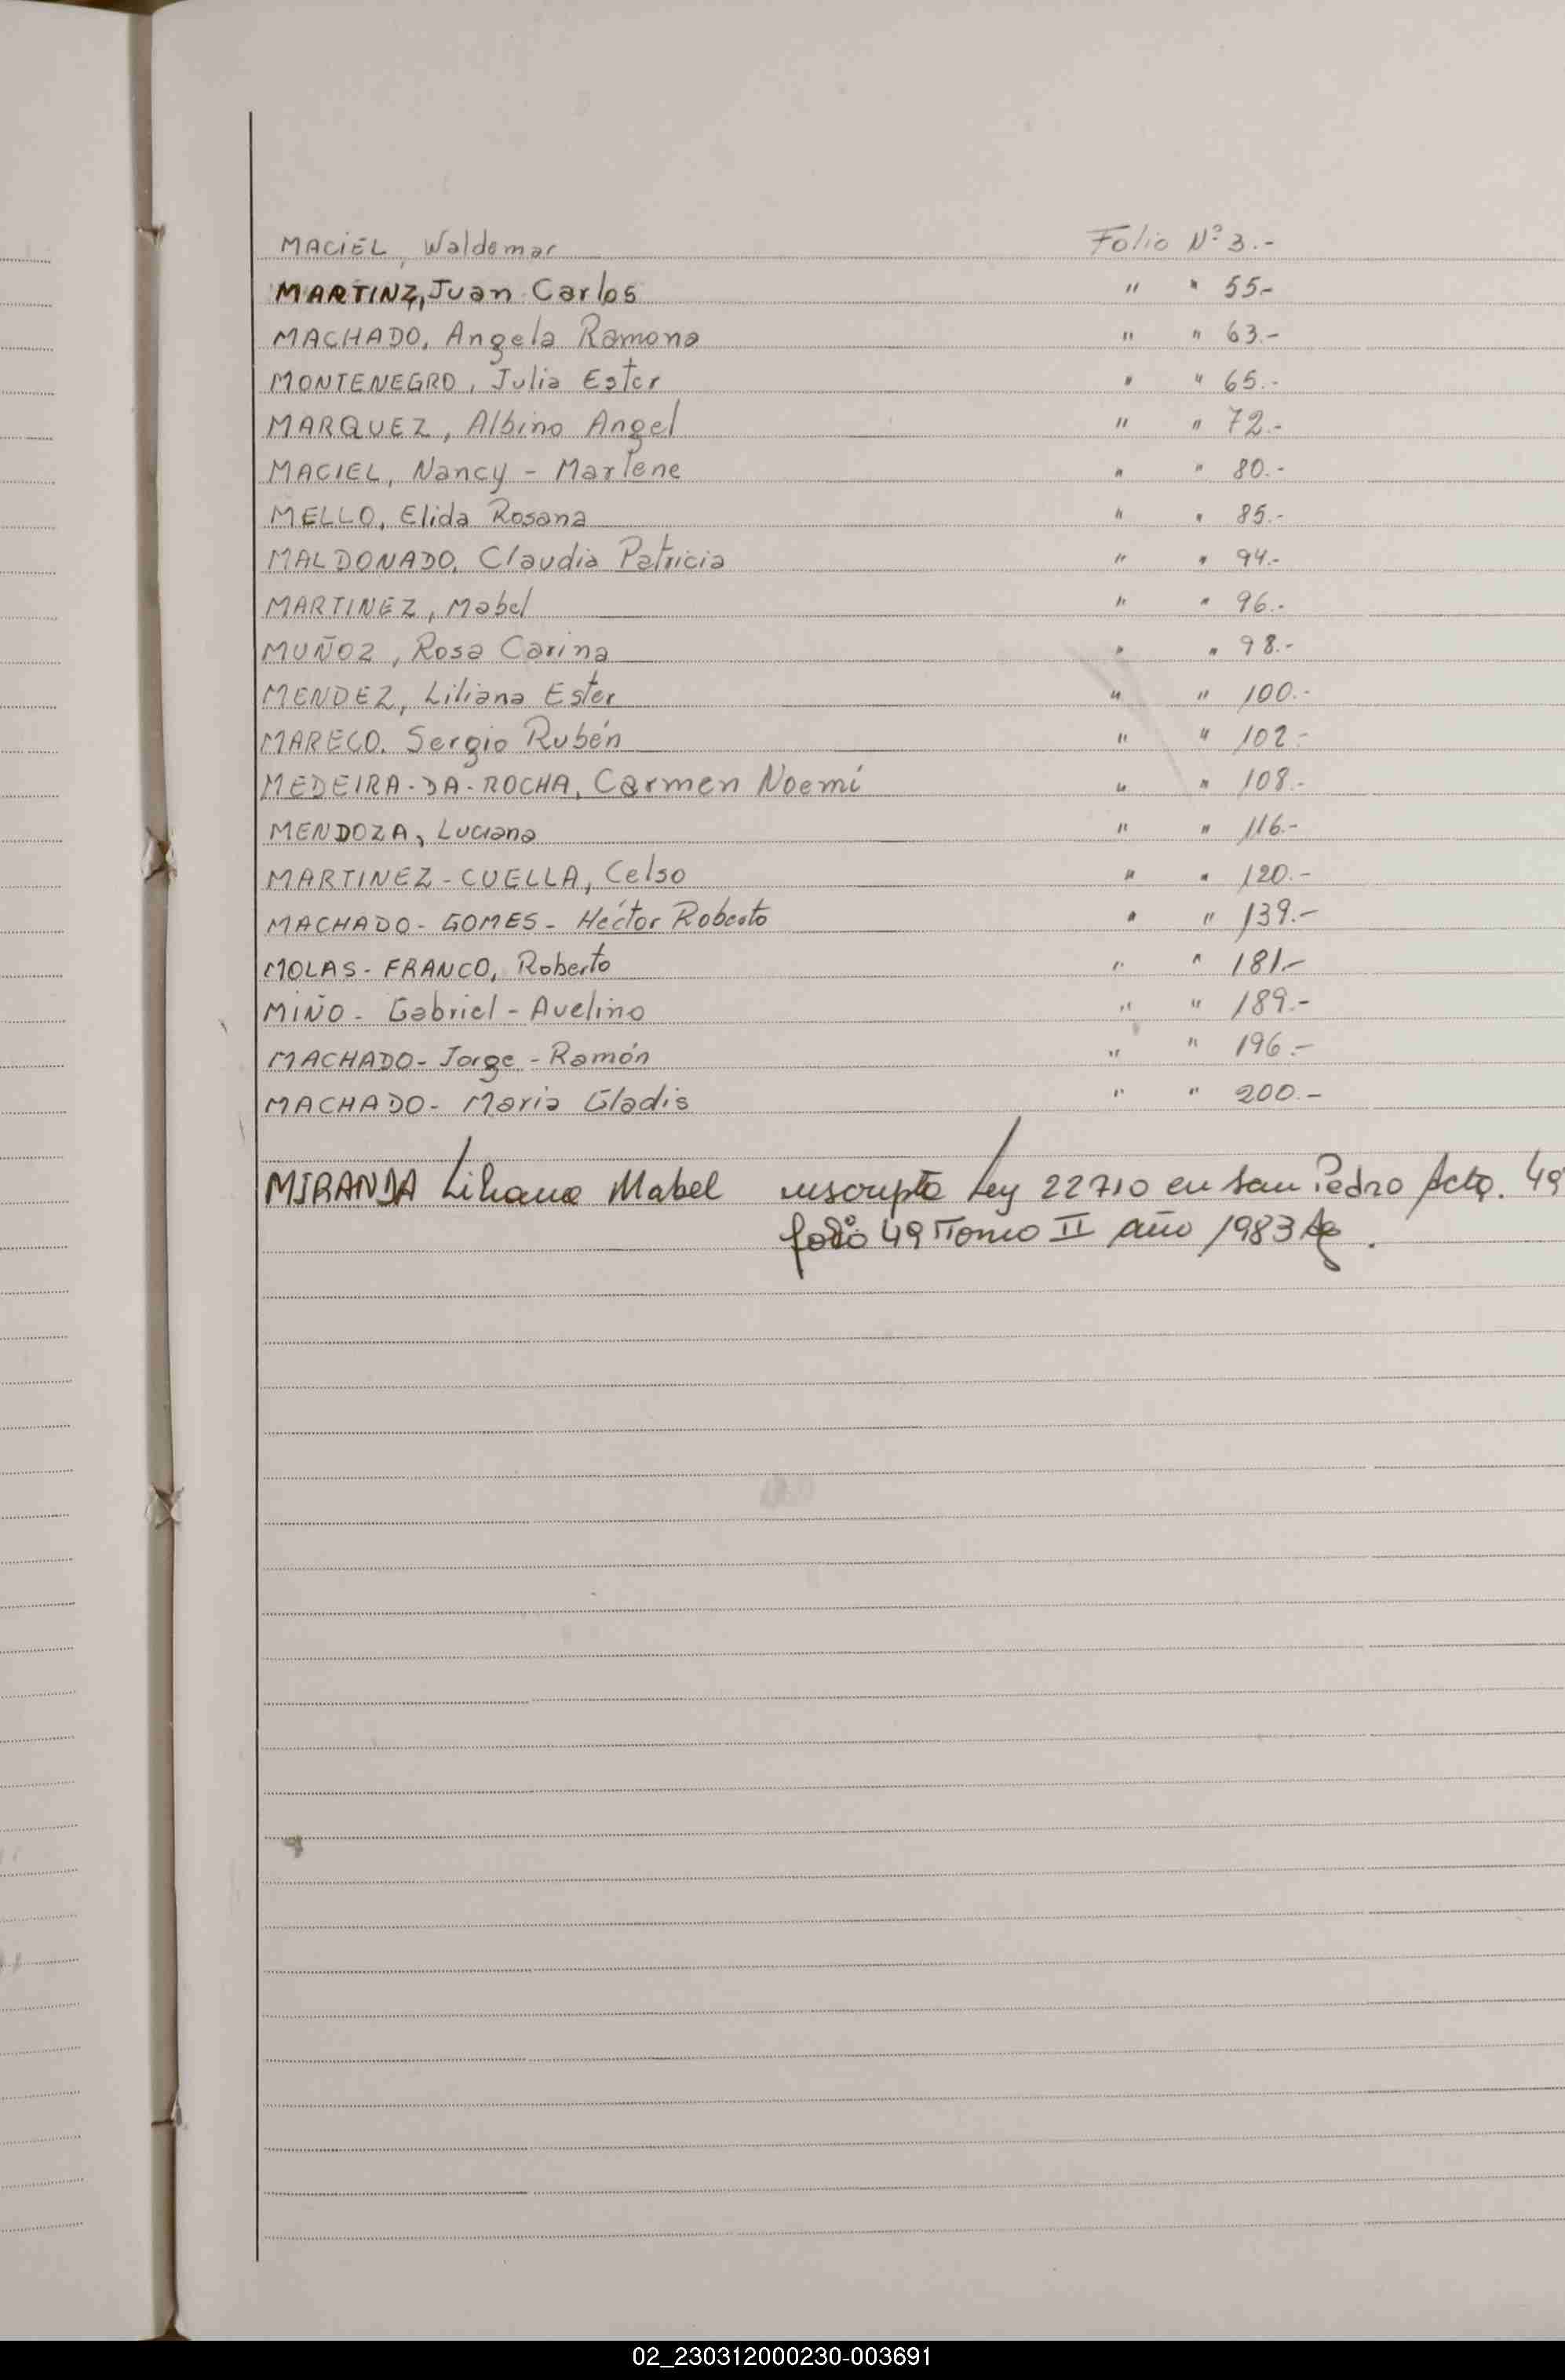 MACIEL, Waldemar Folio Nº 3.-
MARTINZ, Juan Carlos " " 55-
MACHADO, Angela Ramona " " 63.-
MONTENEGRO, Julia Ester " " 65.-
MARQUEZ, Albino Angel " " 72.-
MACIEL, Nancy - Marlene " " 80.-
MELLO, Elida Rosana " " 85.-
MALDONADO, Claudia Patricia " " 94.-
MARTINEZ, Mabel " " 96.-
MUÑOZ, Rosa Carina " " 98.-
MENDEZ, Liliana Ester " " 100.-
MARECO. Sergio Rubén " " 102-
MEDEIRA-DA-ROCHA, Carmen Noemí " " 108.-
MENDOZA, Luciana " " 116.-
MARTINEZ-CUELLA, Celso " " 120.-
MACHADO-GOMES- Héctor Roberto " " 139.-
MOLAS-FRANCO, Roberto " " 181.-
MIÑO- Gabriel - Avelino " " 189.-
MACHADO- Jorge - Ramón " " 196.-
MACHADO- Maria Gladis " " 200.-
MIRANDA Liliana Mabel inscripta Ley 22710 en San Pedro Acta. 49
folio 49 Tomo II año 1983
02_230312000230-003691